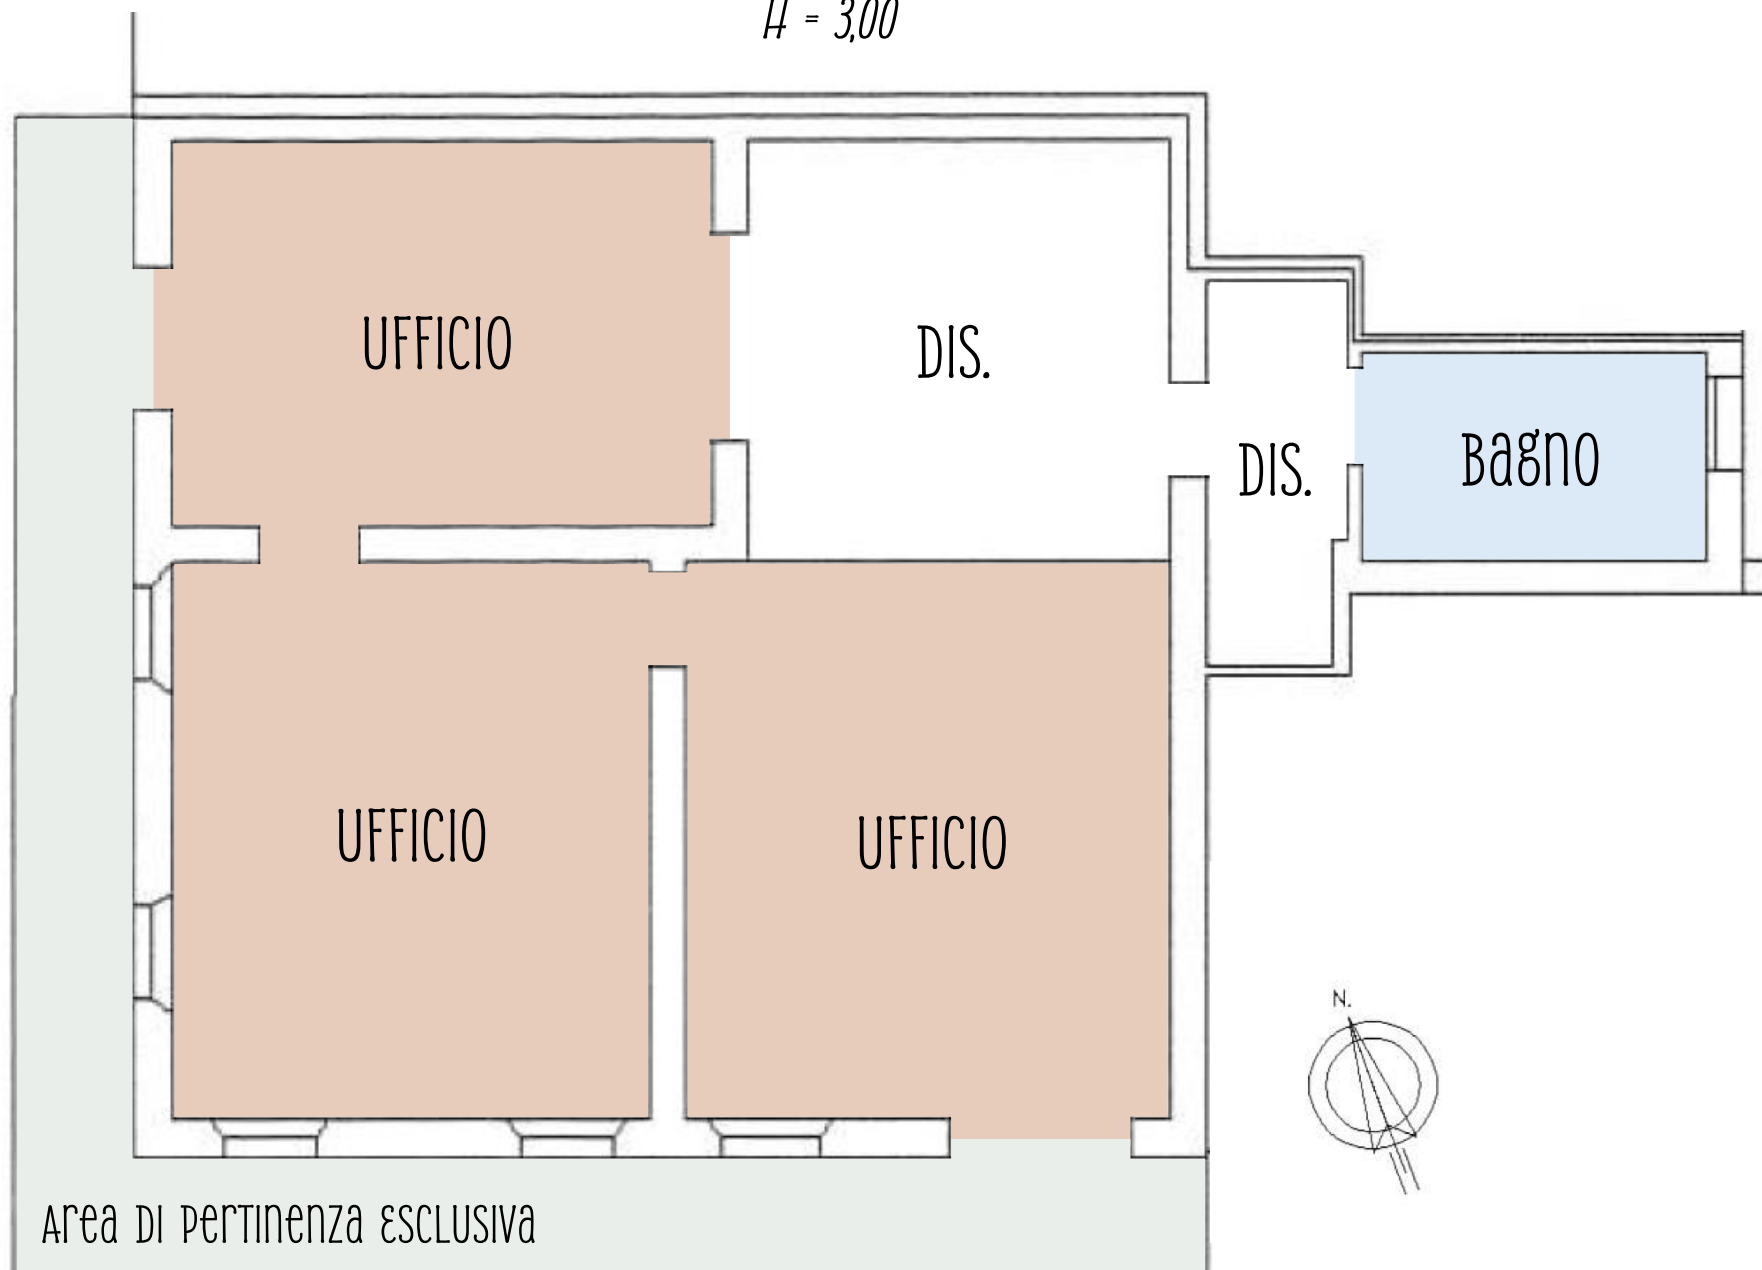 H = 3,00
UFFICIO
DIS.
DIS.
Bagno
UFFICIO
UFFICIO
N.
Area DI PerTInenza ESCLUSIVa